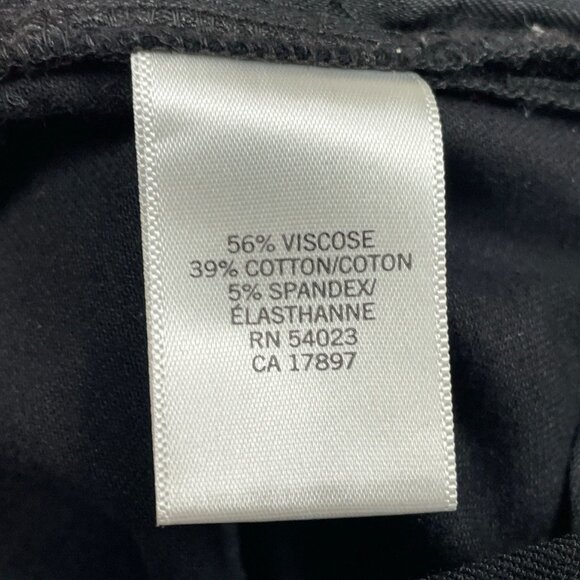 56% VISCOSE
39% COTTON/COTON
5% SPANDEX/
ÉLASTHANNE
RN 54023
CA 17897